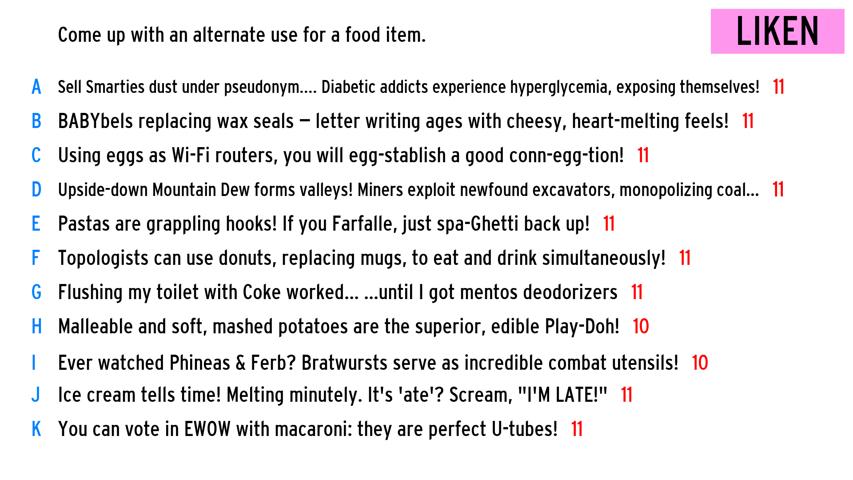 Come up with an alternate use for a food item.
LIKEN
A Sell Smarties dust under pseudonym.... Diabetic addicts experience hyperglycemia, exposing themselves! 11
B BABYbels replacing wax seals – letter writing ages with cheesy, heart-melting feels! 11
C Using eggs as Wi-Fi routers, you will egg-stablish a good conn-egg-tion! 11
D Upside-down Mountain Dew forms valleys! Miners exploit newfound excavators, monopolizing coal... 11
E Pastas are grappling hooks! If you Farfalle, just spa-Ghetti back up! 11
F Topologists can use donuts, replacing mugs, to eat and drink simultaneously! 11
G Flushing my toilet with Coke worked... ...until I got mentos deodorizers 11
H Malleable and soft, mashed potatoes are the superior, edible Play-Doh! 10
I Ever watched Phineas & Ferb? Bratwursts serve as incredible combat utensils! 10
J Ice cream tells time! Melting minutely. It's 'ate'? Scream, "I'M LATE!" 11
K You can vote in EWOW with macaroni: they are perfect U-tubes! 11